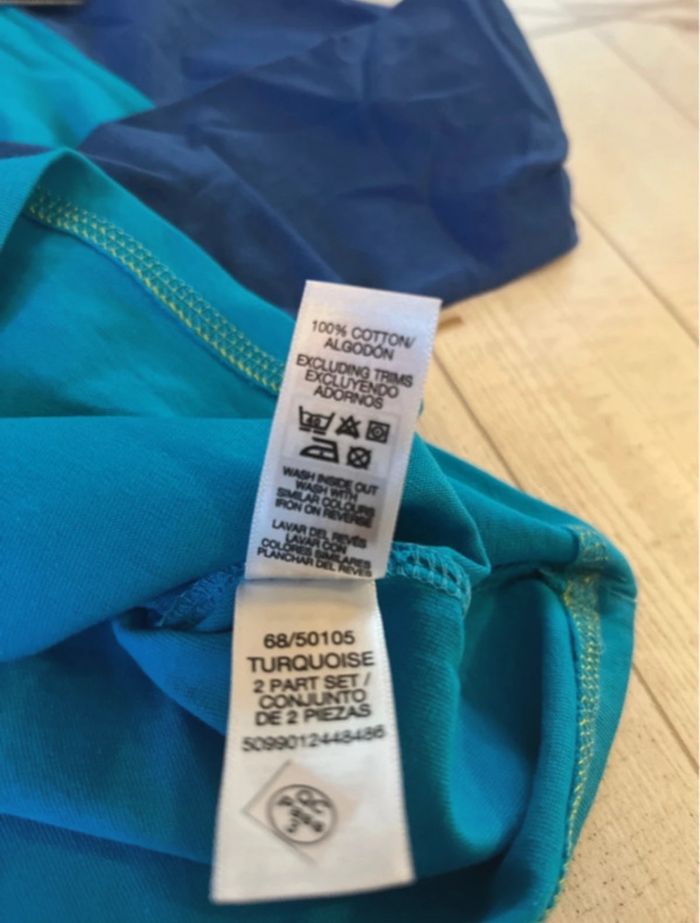 100% COTTON/
ALGODÓN
EXCLUDING TRIMS
EXCLUYENDO
ADORNOS
40
WASH INSIDE OUT
WASH WITH
SIMILAR COLOURS
IRON ON REVERSE
LAVAR DEL REVÉS
LAVAR CON
COLORES SIMILARES
PLANCHAR DEL REVÉS
68/50105
TURQUOISE
2 PART SET /
CONJUNTO
DE 2 PIEZAS
5099012448486
QC